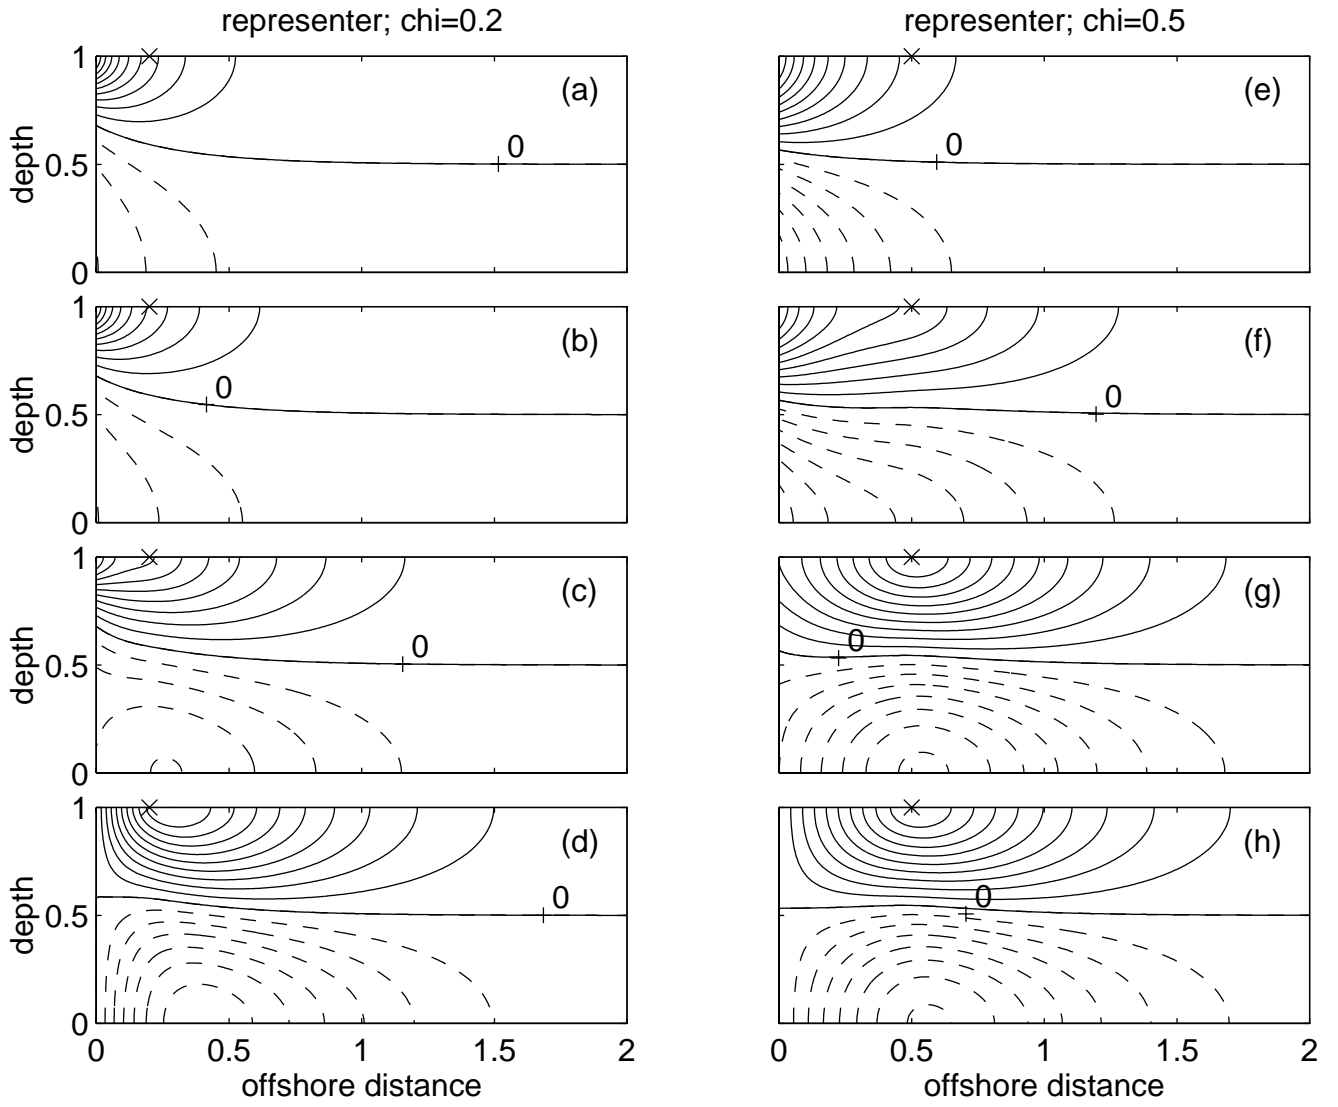 representer; chi=0.2
representer; chi=0.5
1
(a)
0
0.5
depth
0
(e)
0
1
(b)
0
0.5
depth
0
(f)
0
1
(c)
0
0.5
depth
0
(g)
0
1
(d)
0
0.5
depth
0
(h)
0
0 0.5 1 1.5 2
offshore distance
0 0.5 1 1.5 2
offshore distance